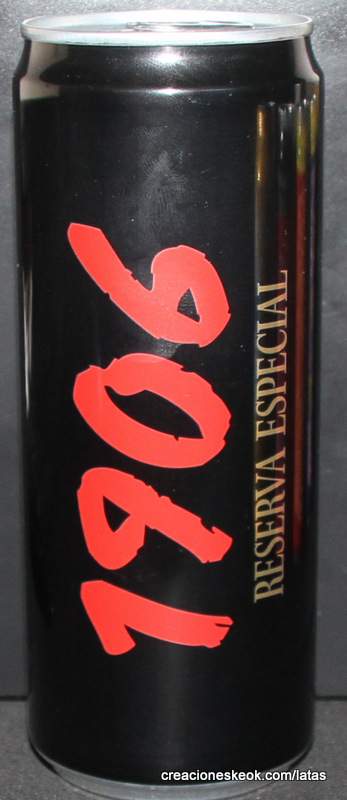 1906
RESERVA ESPECIAL
creacioneskeok.com/latas